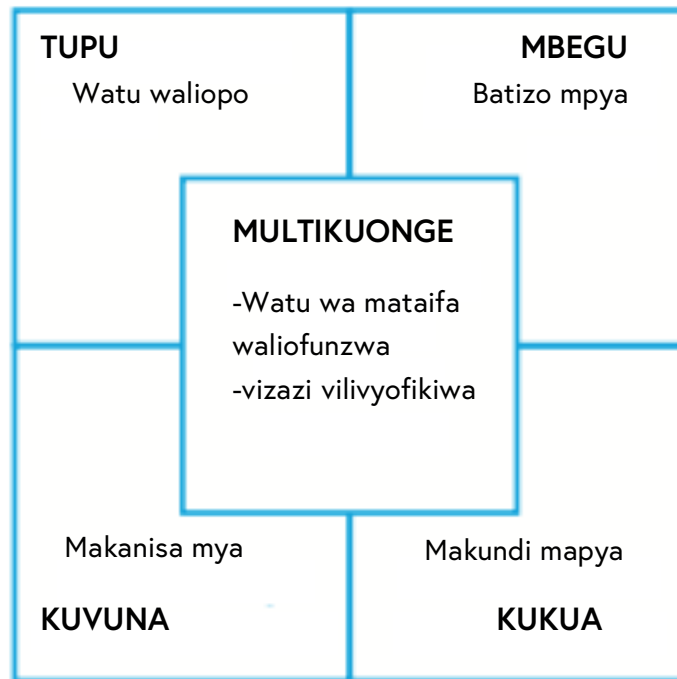 TUPU
Watu waliopo
MBEGU
Batizo mpya
MULTIKUONGE
-Watu wa mataifa
waliofunzwa
-vizazi vilivyofikiwa
Makanisa mya
KUVUNA
Makundi mapya
KUKUA